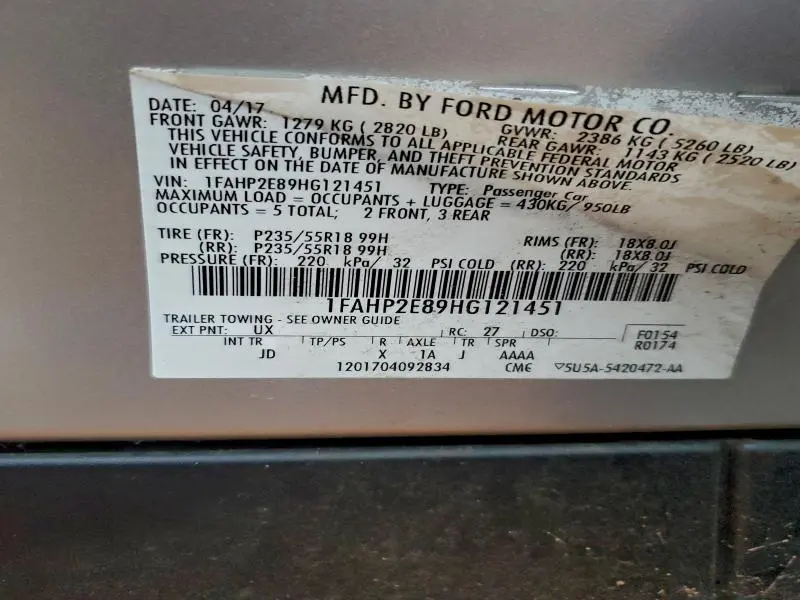 MFD. BY FORD MOTOR CO.
DATE: 04/17 GVWR: 2386 KG ( 5260 LB)
FRONT GAWR: 1279 KG ( 2820 LB) REAR GAWR: 1143 KG ( 2520 LB)
THIS VEHICLE CONFORMS TO ALL APPLICABLE FEDERAL MOTOR
VEHICLE SAFETY, BUMPER, AND THEFT PREVENTION STANDARDS
IN EFFECT ON THE DATE OF MANUFACTURE SHOWN ABOVE.
VIN: 1FAHP2E89HG121451 TYPE: Passenger Car
MAXIMUM LOAD = OCCUPANTS + LUGGAGE = 430KG/ 950LB
OCCUPANTS = 5 TOTAL; 2 FRONT, 3 REAR
TIRE (FR): P235/55R18 99H RIMS (FR): 18X8.0J
(RR): P235/55R18 99H (RR): 18X8.0J
PRESSURE (FR): 220 kPa/ 32 PSI COLD (RR): 220 kPa/ 32 PSI COLD
1FAHP2E89HG121451
TRAILER TOWING - SEE OWNER GUIDE
EXT PNT: UX RC: 27 DSO: F0154
INT TR TP/PS R AXLE TR SPR R0174
JD X 1A J AAAA
1201704092834 CME ▽5U5A-5420472-AA